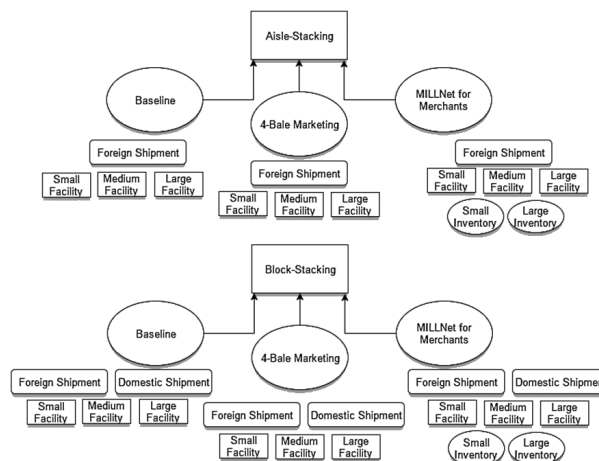 Aisle-Stacking
Baseline
4-Bale Marketing
MILLNet for
Merchants
Foreign Shipment
Small
Facility
Medium
Facility
Large
Facility
Foreign Shipment
Small
Facility
Medium
Facility
Large
Facility
Foreign Shipment
Small
Facility
Medium
Facility
Large
Facility
Small
Inventory
Large
Inventory
Block-Stacking
Baseline
4-Bale Marketing
MILLNet for
Merchants
Foreign Shipment
Domestic Shipment
Small
Facility
Medium
Facility
Large
Facility
Foreign Shipment
Domestic Shipment
Small
Facility
Medium
Facility
Large
Facility
Foreign Shipment
Domestic Shipme
Small
Facility
Medium
Facility
Large
Facility
Small
Inventory
Large
Inventory